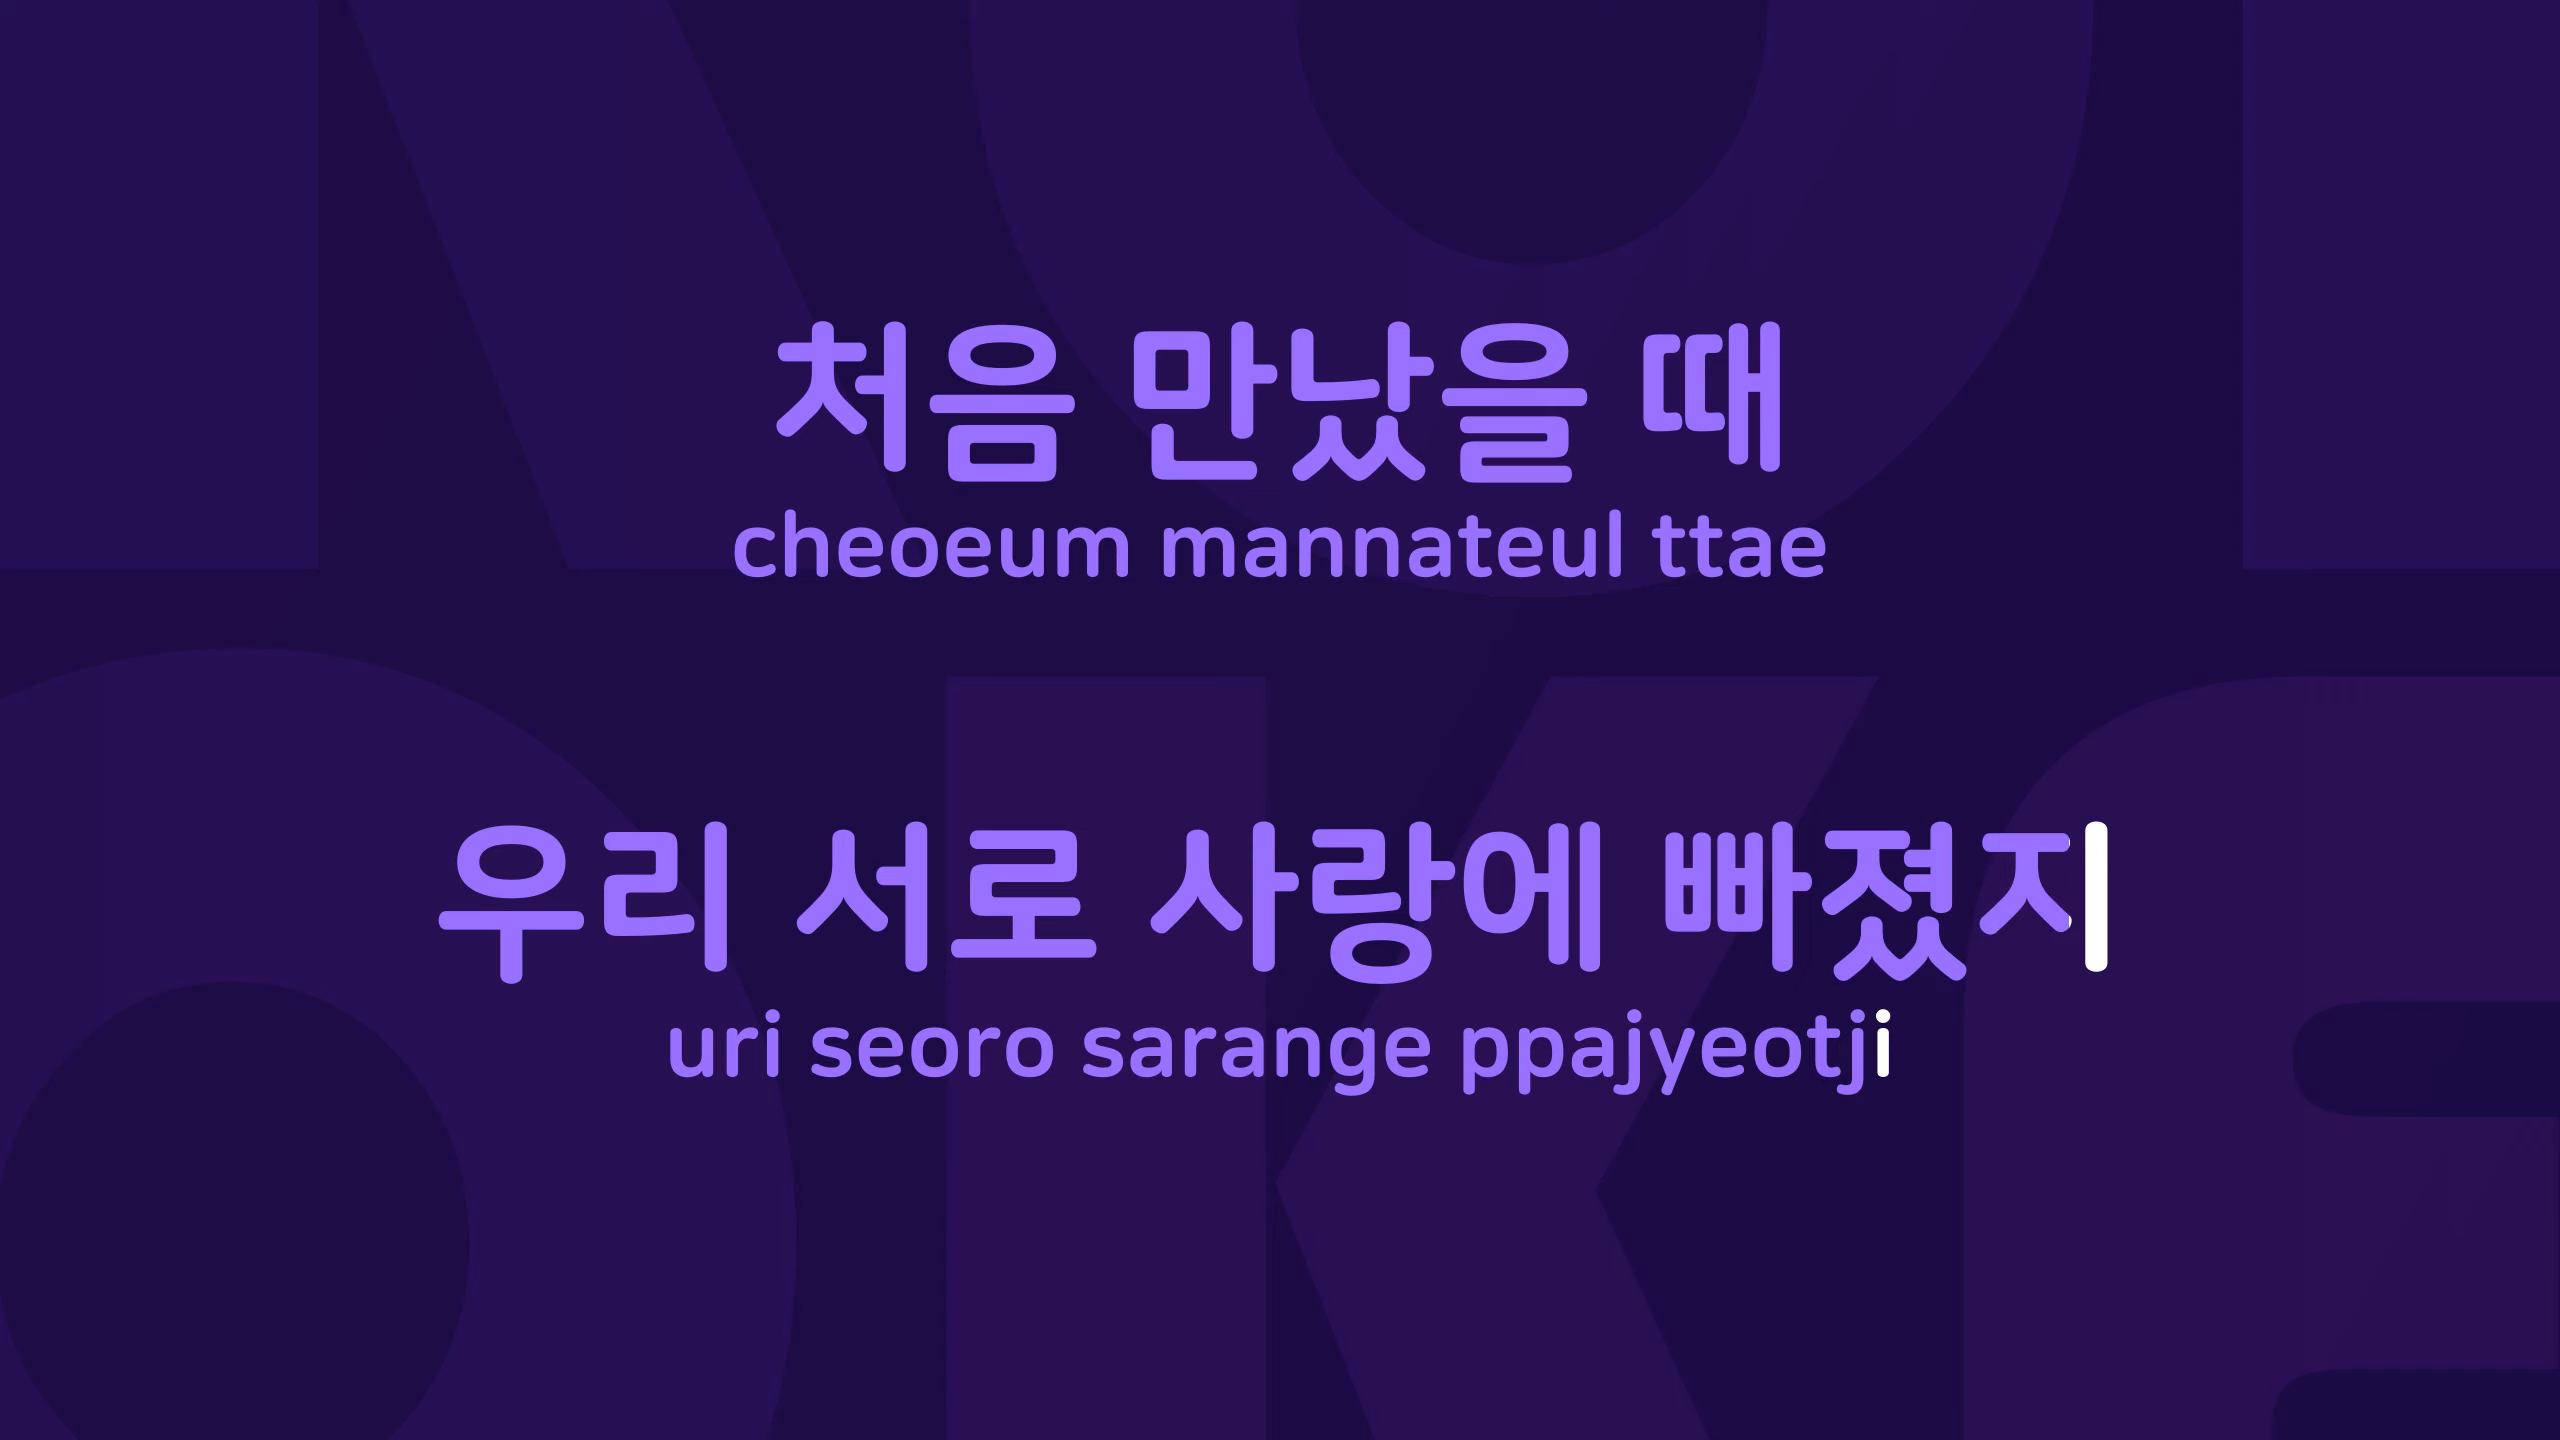 처음 만났을 때
cheoeum mannateul ttae
우리 서로 사랑에 빠졌지
uri seoro sarange ppajyeotji